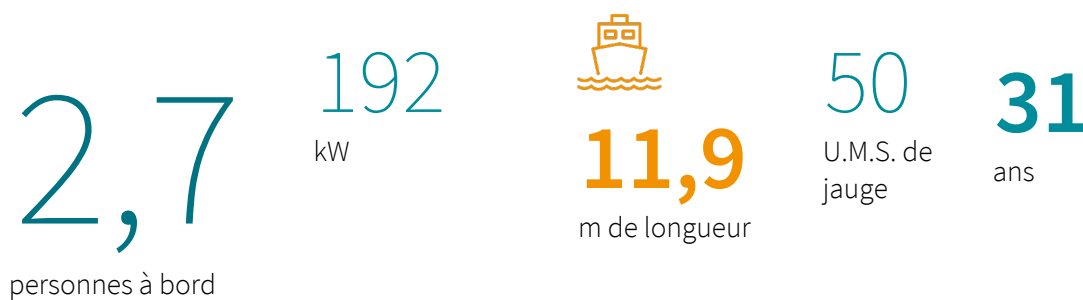 2,7
personnes à bord
192
kW
11,9
m de longueur
50
U.M.S. de
jauge
31
ans